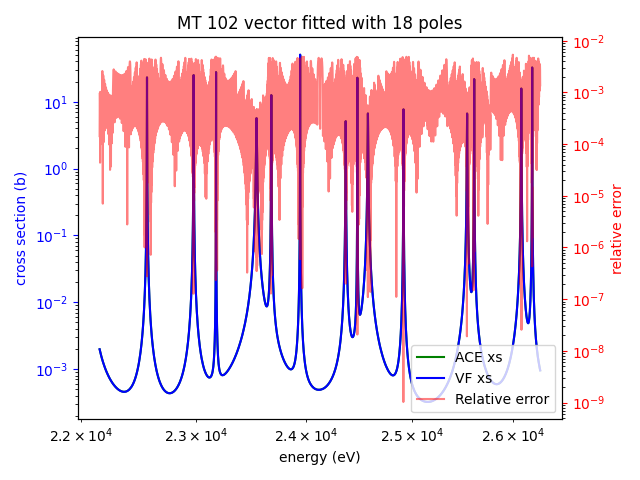 MT 102 vector fitted with 18 poles
cross section (b)
10¹
10⁰
10⁻¹
10⁻²
10⁻³
10⁻²
10⁻³
10⁻⁴
10⁻⁵
10⁻⁶
10⁻⁷
10⁻⁸
10⁻⁹
relative error
ACE xs
VF xs
Relative error
2.2 × 10⁴ 2.3 × 10⁴ 2.4 × 10⁴ 2.5 × 10⁴ 2.6 × 10⁴
energy (eV)